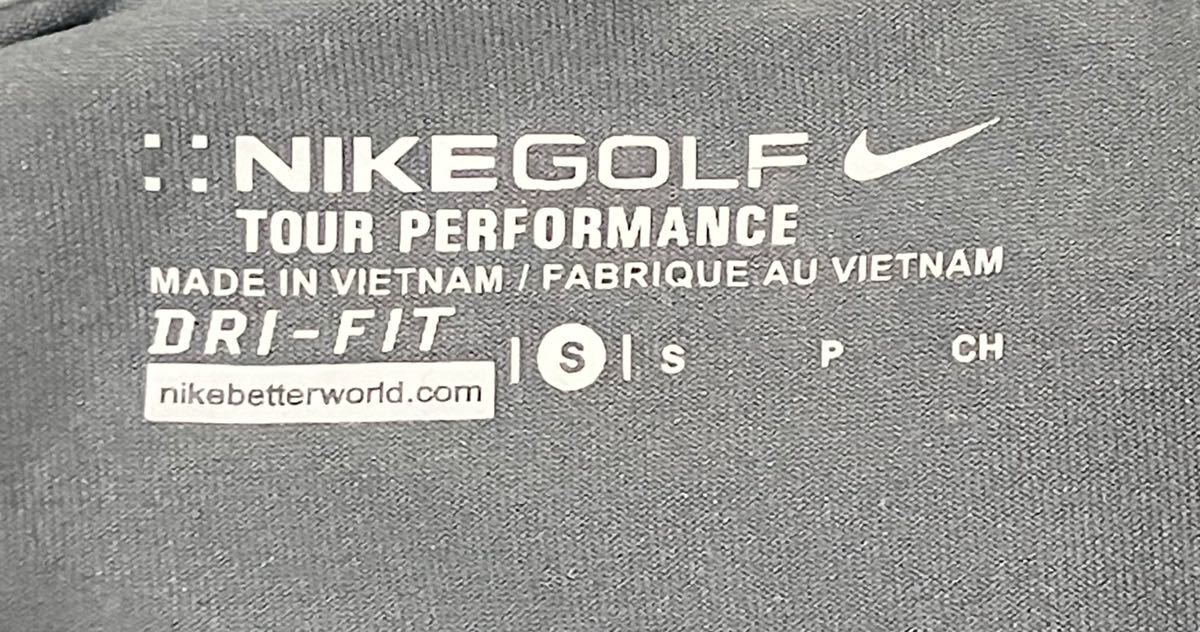 NIKEGOLF
TOUR PERFORMANCE
MADE IN VIETNAM / FABRIQUE AU VIETNAM
DRI-FIT | S | S P CH
nikebetterworld.com